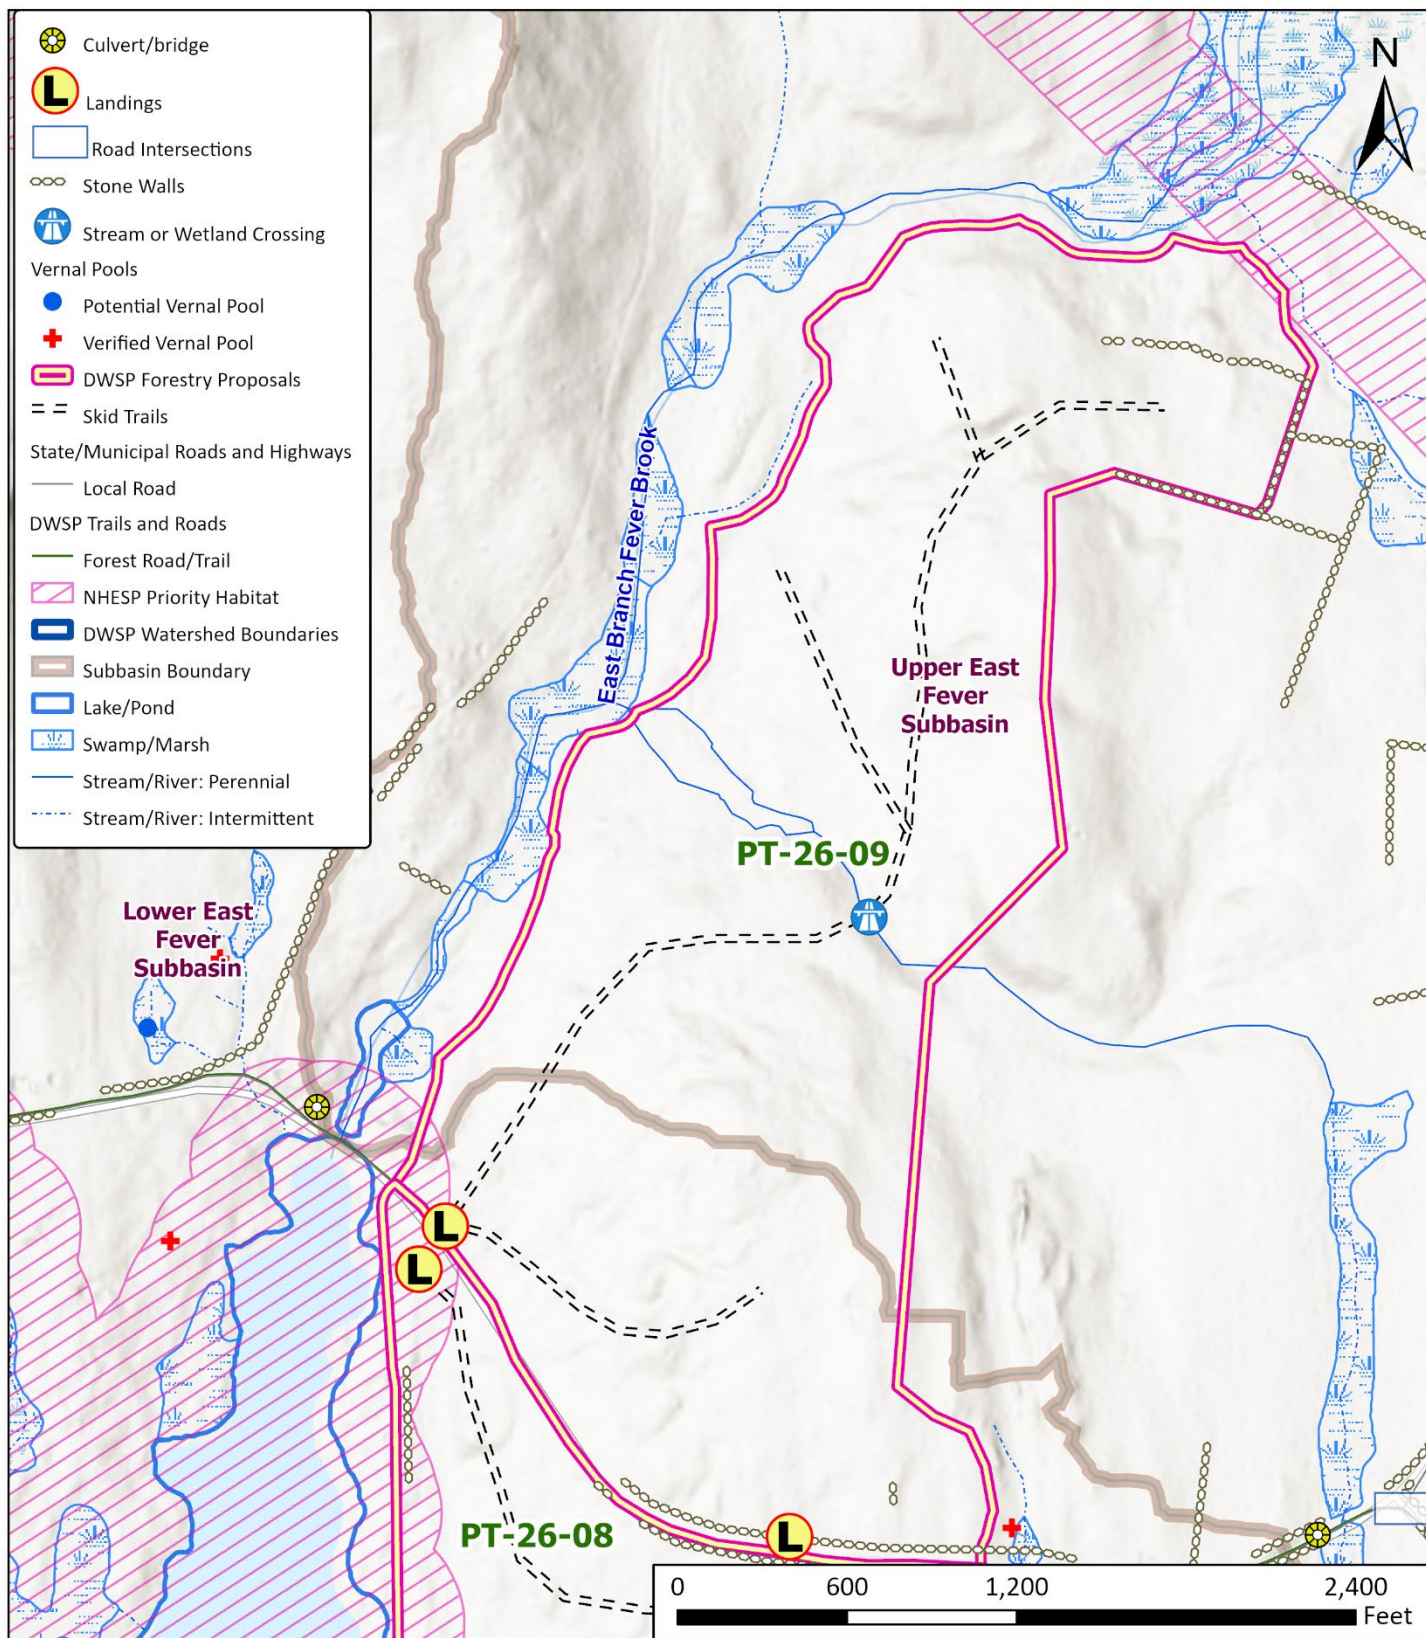 Culvert/bridge
L
Landings
Road Intersections
Stone Walls
Stream or Wetland Crossing
Vernal Pools
Potential Vernal Pool
Verified Vernal Pool
DWSP Forestry Proposals
Skid Trails
State/Municipal Roads and Highways
Local Road
DWSP Trails and Roads
Forest Road/Trail
NHESP Priority Habitat
DWSP Watershed Boundaries
Subbasin Boundary
Lake/Pond
Swamp/Marsh
Stream/River: Perennial
Stream/River: Intermittent
N
East Branch Fever Brook
Upper East
Fever
Subbasin
PT-26-09
Lower East
Fever
Subbasin
L
L
PT-26-08
L
0 600 1,200 2,400
Feet